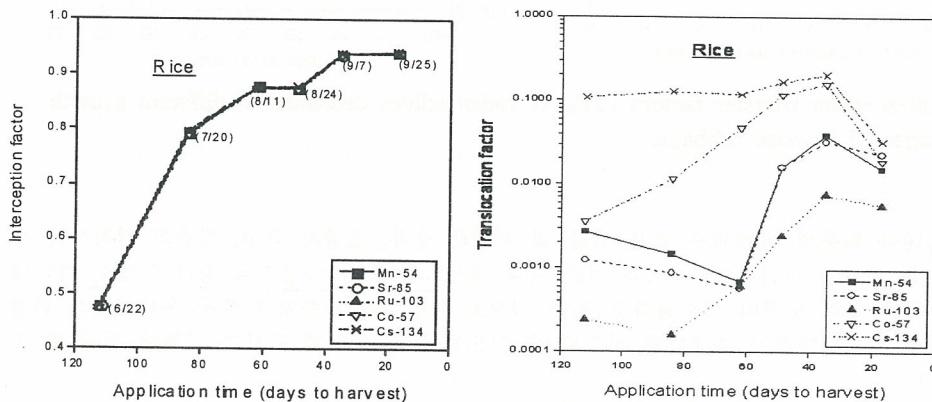 1.0
0.9
0.8
0.7
0.6
0.5
0.4
Interception factor
Rice
(6/22)
(7/20)
(8/11)
(8/24)
(9/7)
(9/25)
Mn-54
Sr-85
Ru-103
Co-57
Cs-134
120 100 80 60 40 20 0
Application time (days to harvest)
1.0000
0.1000
0.0100
0.0010
0.0001
Translocation factor
Rice
Mn-54
Sr-85
Ru-103
Co-57
Cs-134
120 100 80 60 40 20 0
Application time (days to harvest)